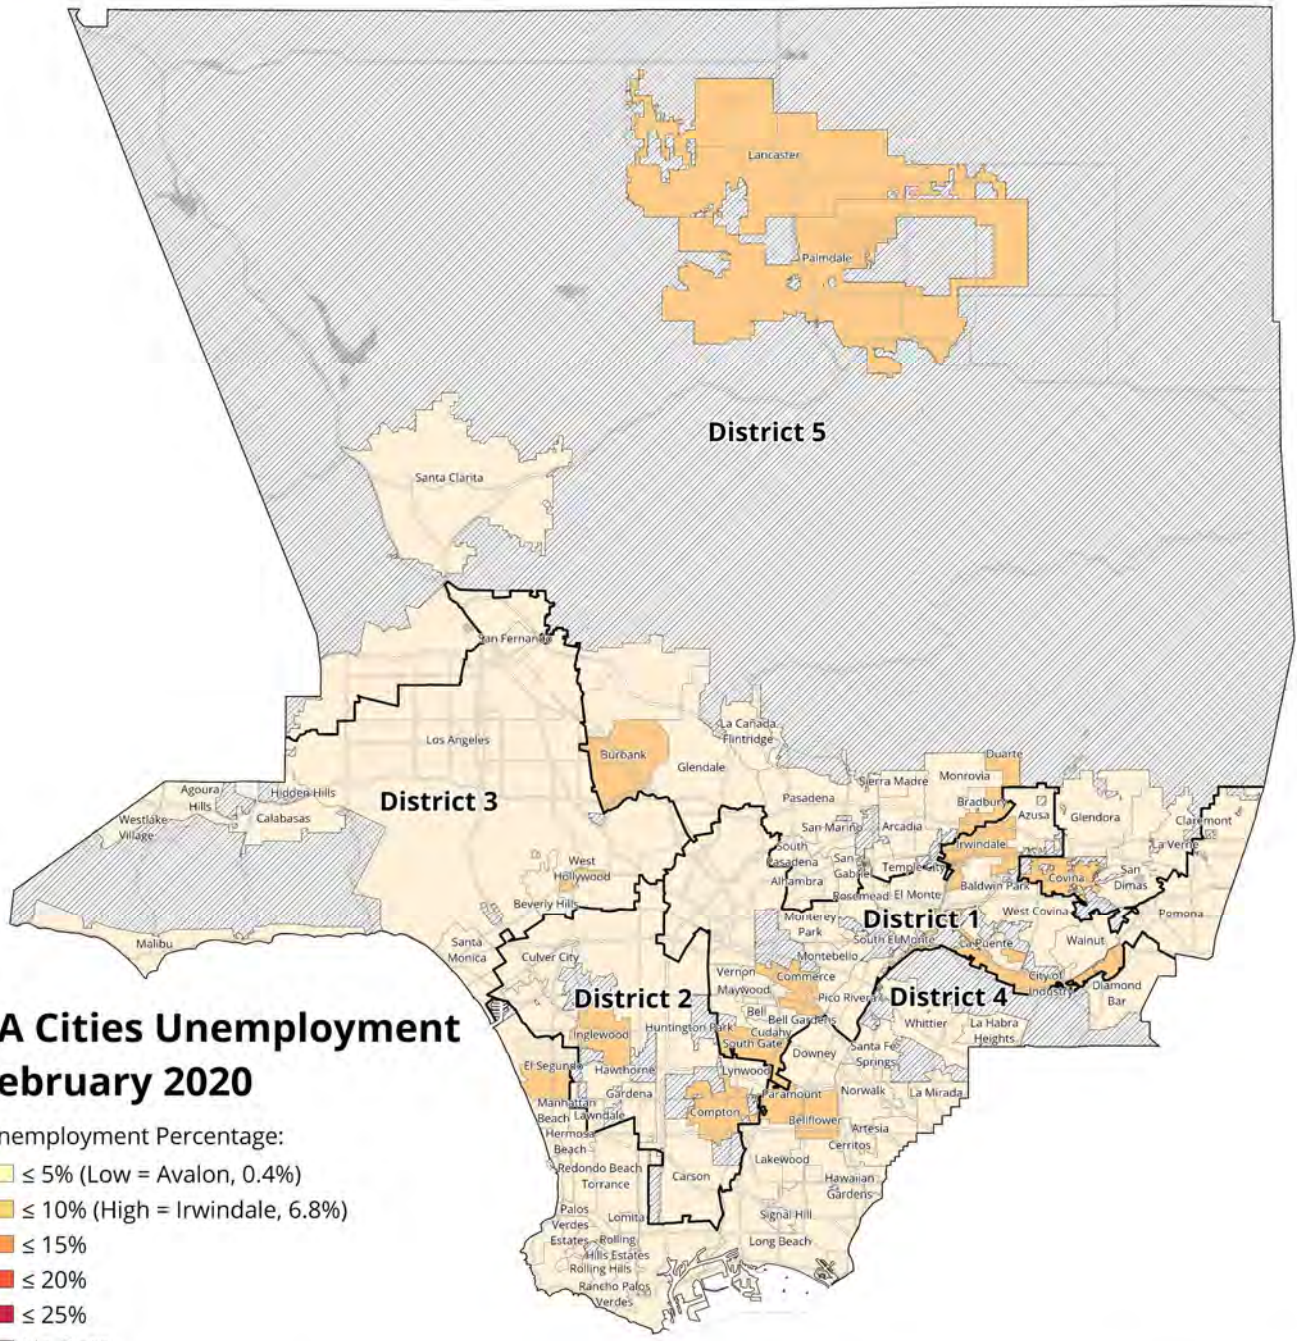 Lancaster
Palmdale
District 5
Santa Clarita
San Fernando
La Cañada
Flintridge
Los Angeles
Burbank
Glendale
Duarte
Sierra Madre
Monrovia
Agoura
Hills
Hidden Hills
District 3
Pasadena
Bradbury
Azusa
Glendora
Claremont
Westlake
Village
Calabasas
San Marino
Arcadia
Irwindale
La Verne
South
Pasadena
San
Gabriel
Temple City
West
Hollywood
Alhambra
Baldwin Park
Covina
San
Dimas
Rosemead
El Monte
Beverly Hills
Monterey
Park
District 1
West Covina
Pomona
Malibu
Santa
Monica
Culver City
South El Monte
La Puente
Walnut
Montebello
Vernon
Commerce
City of
Industry
Diamond
Bar
Maywood
Pico Rivera
District 2
District 4
Bell
Bell Gardens
Huntington Park
Cudahy
Whittier
La Habra
Heights
Inglewood
South Gate
Downey
Santa Fe
Springs
El Segundo
Hawthorne
Lynwood
Gardena
Paramount
Norwalk
La Mirada
Manhattan
Beach
Lawndale
Compton
Bellflower
Artesia
Hermosa
Beach
Cerritos
Redondo Beach
Torrance
Carson
Lakewood
Hawaiian
Gardens
Palos
Verdes
Estates
Lomita
Signal Hill
Rolling
Hills Estates
Long Beach
Rolling Hills
Rancho Palos
Verdes
A Cities Unemployment
ebruary 2020
nemployment Percentage:
≤ 5% (Low = Avalon, 0.4%)
≤ 10% (High = Irwindale, 6.8%)
≤ 15%
≤ 20%
≤ 25%